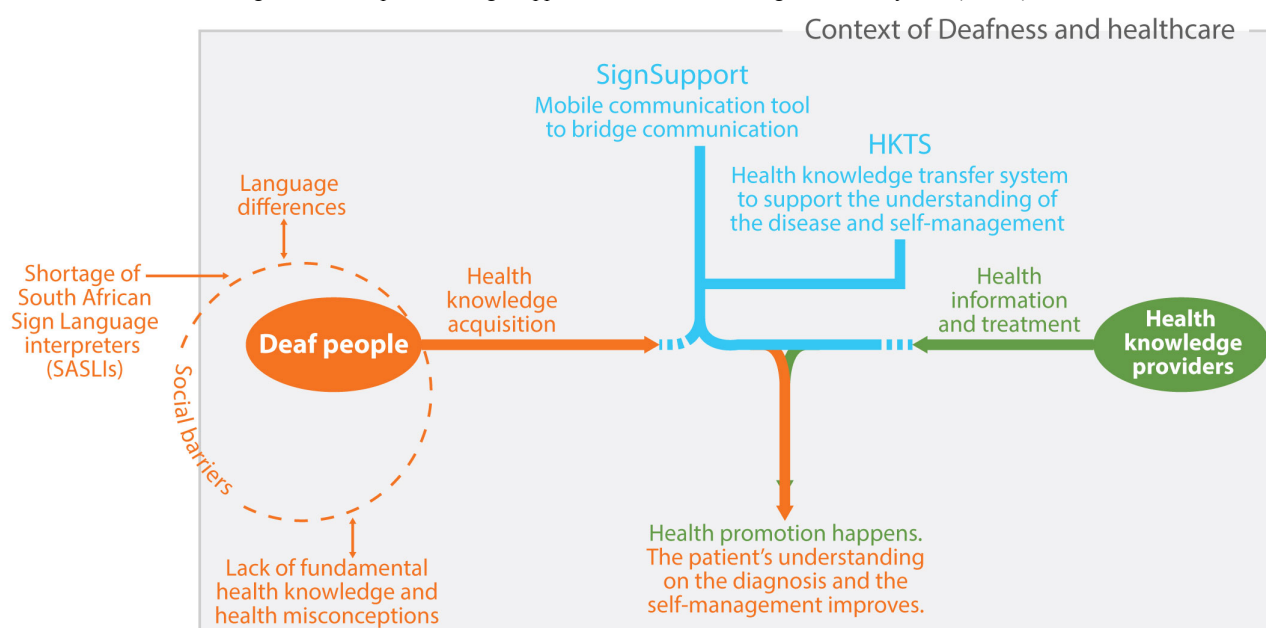 Context of Deafness and healthcare
SignSupport
Mobile communication tool
to bridge communication
HKTS
Health knowledge transfer system
to support the understanding of
the disease and self-management
Language
differences
Shortage of
South African
Sign Language
interpreters
(SASLIs)
Social barriers
Deaf people
Health
knowledge
acquisition
Health
information
and treatment
Health
knowledge
providers
Lack of fundamental
health knowledge and
health misconceptions
Health promotion happens.
The patient's understanding
on the diagnosis and the
self-management improves.